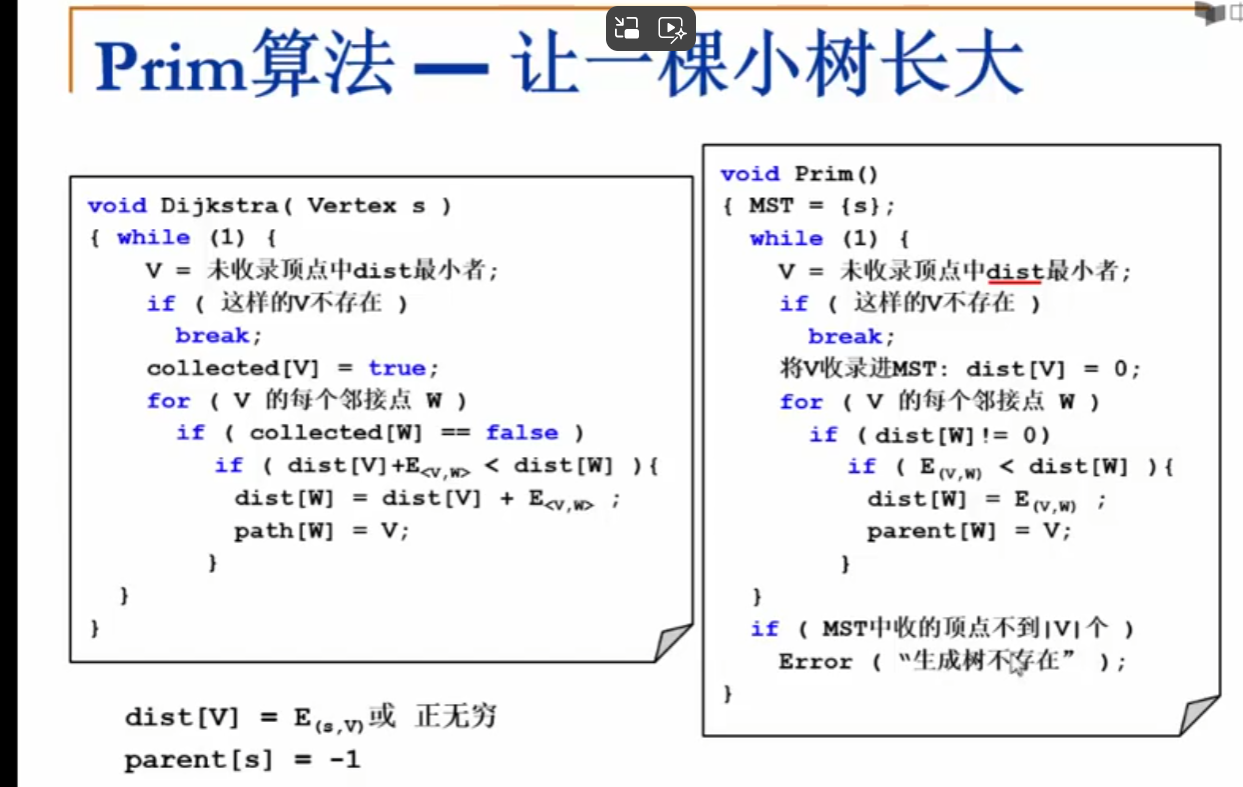 Prim算法 — 让一棵小树长大
void Dijkstra( Vertex s )
{ while (1) {
V = 未收录顶点中dist最小者;
if ( 这样的V不存在 )
break;
collected[V] = true;
for ( V 的每个邻接点 W )
if ( collected[W] == false )
if ( dist[V]+E<V,W> < dist[W] ){
dist[W] = dist[V] + E<V,W> ;
path[W] = V;
}
}
}
dist[V] = E(s,V)或 正无穷
parent[s] = -1
void Prim()
{ MST = {s};
while (1) {
V = 未收录顶点中dist最小者;
if ( 这样的V不存在 )
break;
将V收录进MST: dist[V] = 0;
for ( V 的每个邻接点 W )
if ( dist[W]!= 0)
if ( E(V,W) < dist[W] ){
dist[W] = E(V,W) ;
parent[W] = V;
}
}
if ( MST中收的顶点不到|V|个 )
Error ( “生成树不存在” );
}